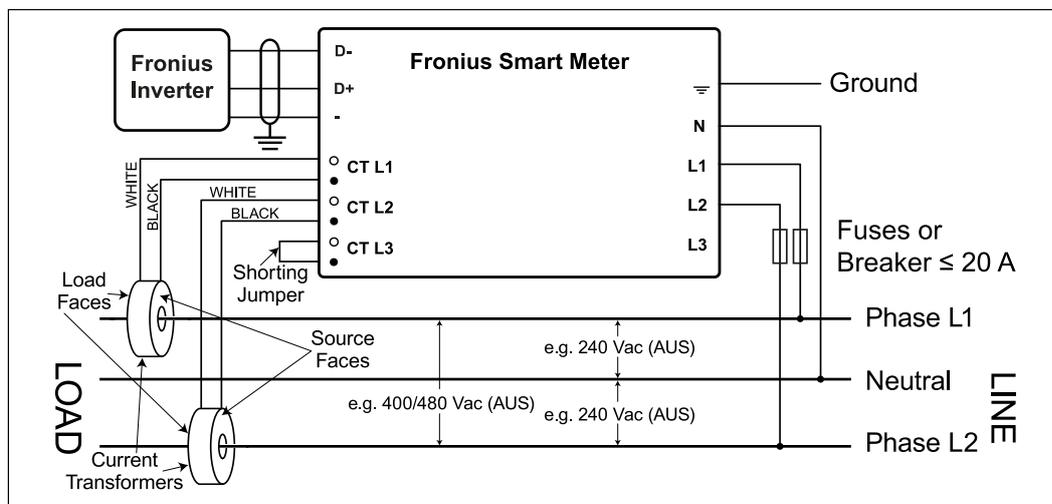 Fronius
Inverter
D-
D+
-
Fronius Smart Meter
Ground
N
L1
L2
L3
CT L1
CT L2
CT L3
WHITE
BLACK
WHITE
BLACK
Shorting
Jumper
Fuses or
Breaker ≤ 20 A
Load
Faces
Source
Faces
Phase L1
e.g. 240 Vac (AUS)
Neutral
e.g. 400/480 Vac (AUS)
e.g. 240 Vac (AUS)
Phase L2
LOAD
LINE
Current
Transformers